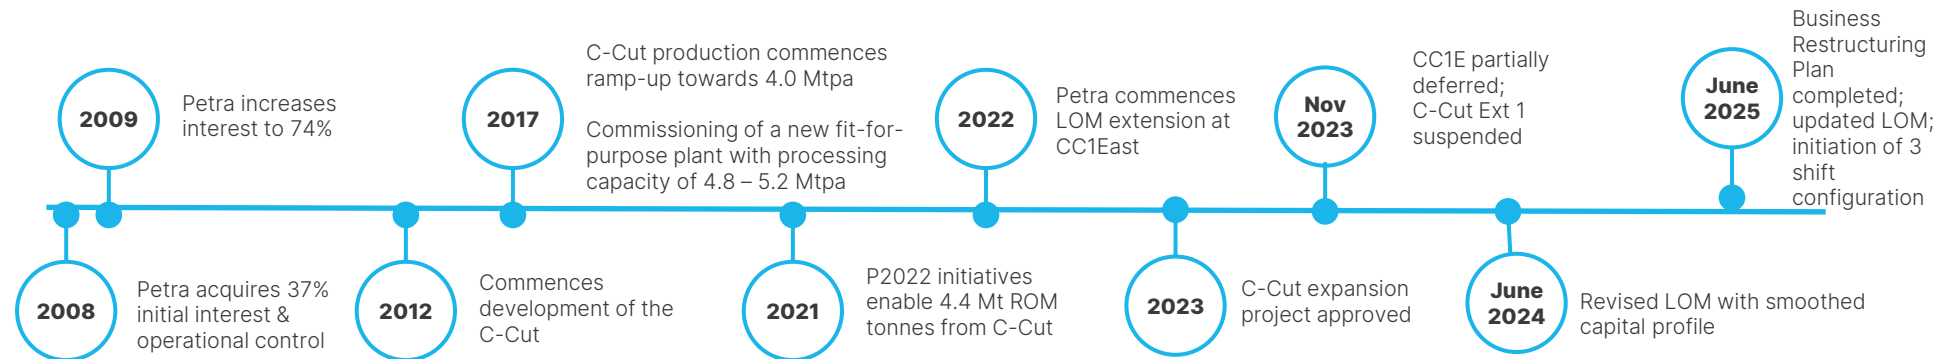 2009
Petra increases
interest to 74%
2017
C-Cut production commences
ramp-up towards 4.0 Mtpa
Commissioning of a new fit-for-
purpose plant with processing
capacity of 4.8 – 5.2 Mtpa
2022
Petra commences
LOM extension at
CC1East
Nov
2023
CC1E partially
deferred;
C-Cut Ext 1
suspended
June
2025
Business
Restructuring
Plan
completed;
updated LOM;
initiation of 3
shift
configuration
2008
Petra acquires 37%
initial interest &
operational control
2012
Commences
development of the
C-Cut
2021
P2022 initiatives
enable 4.4 Mt ROM
tonnes from C-Cut
2023
C-Cut expansion
project approved
June
2024
Revised LOM with smoothed
capital profile